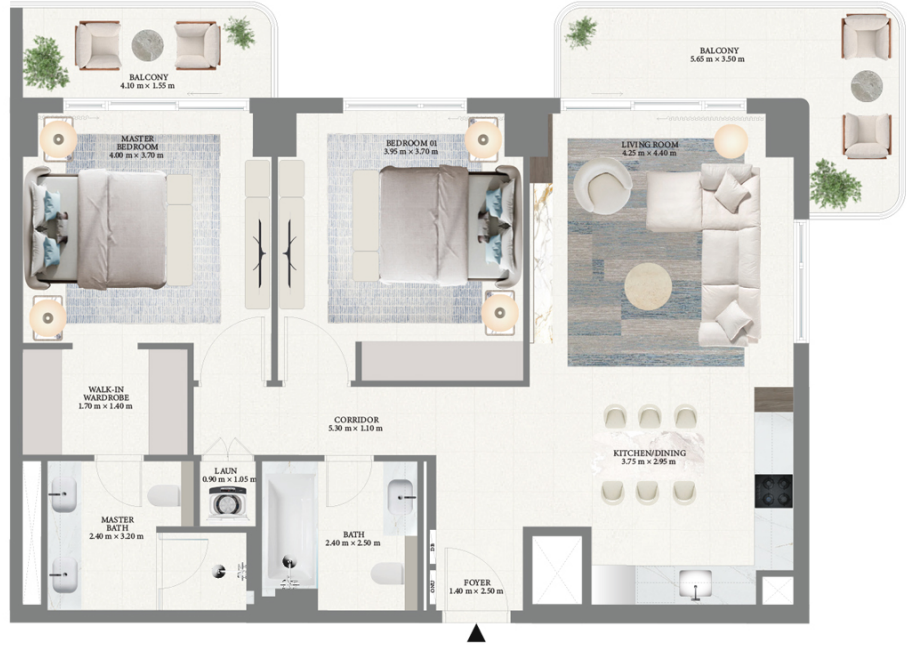 BALCONY
4.10 m × 1.55 m
BALCONY
5.65 m × 3.50 m
MASTER
BEDROOM
4.00 m × 3.70 m
BEDROOM 01
3.95 m × 3.70 m
LIVING ROOM
4.25 m × 4.40 m
WALK-IN
WARDROBE
1.70 m × 1.40 m
CORRIDOR
5.30 m × 1.10 m
KITCHEN/DINING
3.75 m × 2.95 m
LAUN
0.90 m × 1.05 m
MASTER
BATH
2.40 m × 3.20 m
BATH
2.40 m × 2.50 m
FOYER
1.40 m × 2.50 m